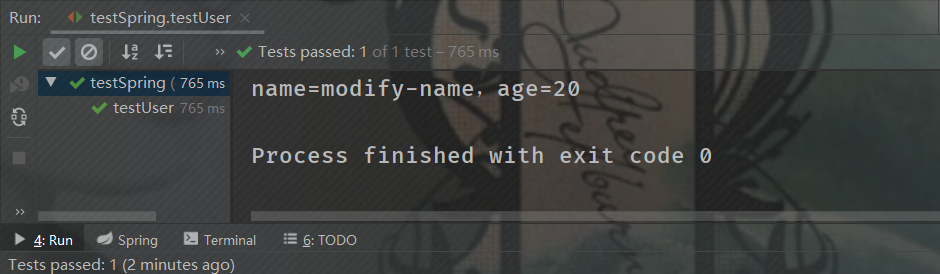 Run: testSpring.testUser ×
>> Tests passed: 1 of 1 test – 765 ms
testSpring ( 765 ms
testUser 765 ms
name=modify-name，age=20
Process finished with exit code 0
>>
4: Run Spring Terminal 6: TODO
Tests passed: 1 (2 minutes ago)